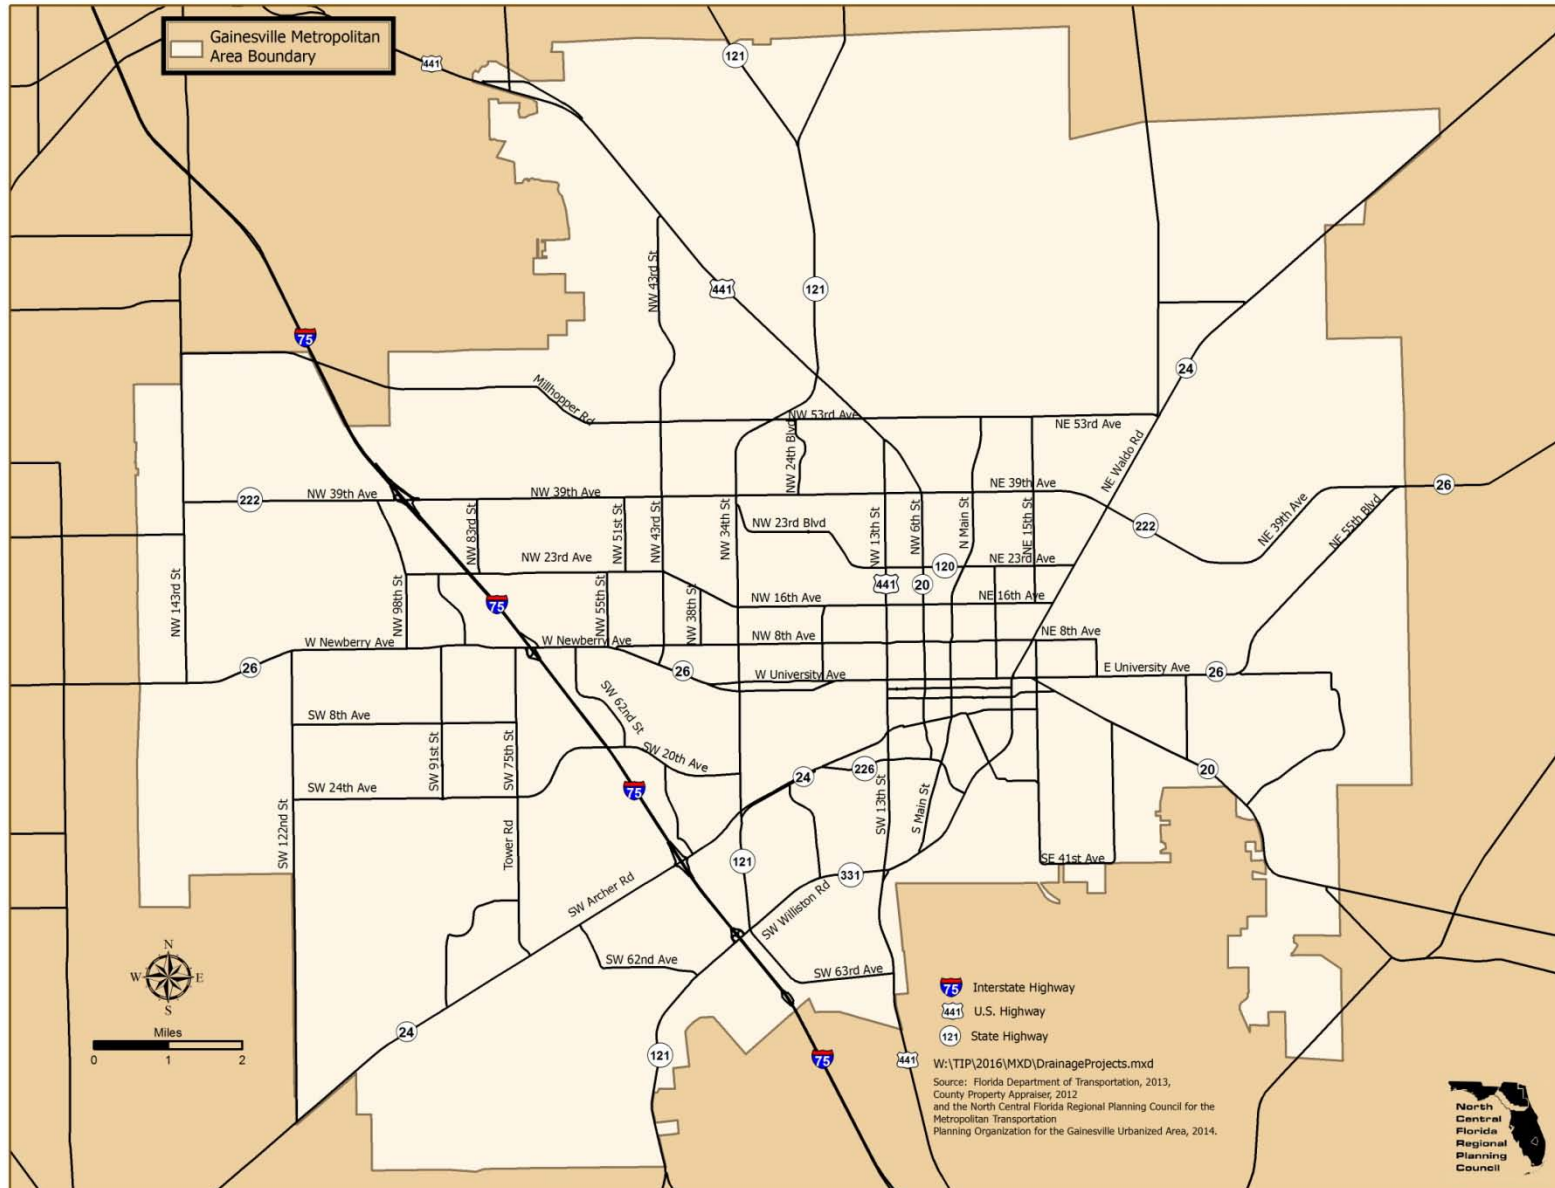 Gainesville Metropolitan
Area Boundary
441
121
NW 43rd St
441
121
75
24
Millhopper Rd
NW 53rd Ave
NE 53rd Ave
NW 24th Blvd
NE Waldo Rd
222
NW 39th Ave
NW 39th Ave
NE 39th Ave
26
NW 83rd St
NW 51st St
NW 43rd St
NW 34th St
NW 23rd Blvd
NW 13th St
NW 6th St
N Main St
NE 15th St
222
NE 39th Ave
NE 55th Blvd
NW 23rd Ave
120
NE 23rd Ave
NW 143rd St
NW 98th St
75
NW 55th St
NW 38th St
441
20
NW 16th Ave
NE 16th Ave
W Newberry Ave
W Newberry Ave
NW 8th Ave
NE 8th Ave
26
26
W University Ave
E University Ave
26
SW 62nd St
SW 8th Ave
SW 91st St
SW 75th St
SW 20th Ave
24
226
20
SW 24th Ave
75
SW 122nd St
Tower Rd
SW 13th St
S Main St
121
331
SE 41st Ave
SW Archer Rd
SW Williston Rd
SW 62nd Ave
SW 63rd Ave
N
W E
S
Miles
0 1 2
24
121
75
441
75 Interstate Highway
441 U.S. Highway
121 State Highway
W:\TIP\2016\MXD\DrainageProjects.mxd
Source: Florida Department of Transportation, 2013,
County Property Appraiser, 2012
and the North Central Florida Regional Planning Council for the
Metropolitan Transportation
Planning Organization for the Gainesville Urbanized Area, 2014.
North
Central
Florida
Regional
Planning
Council